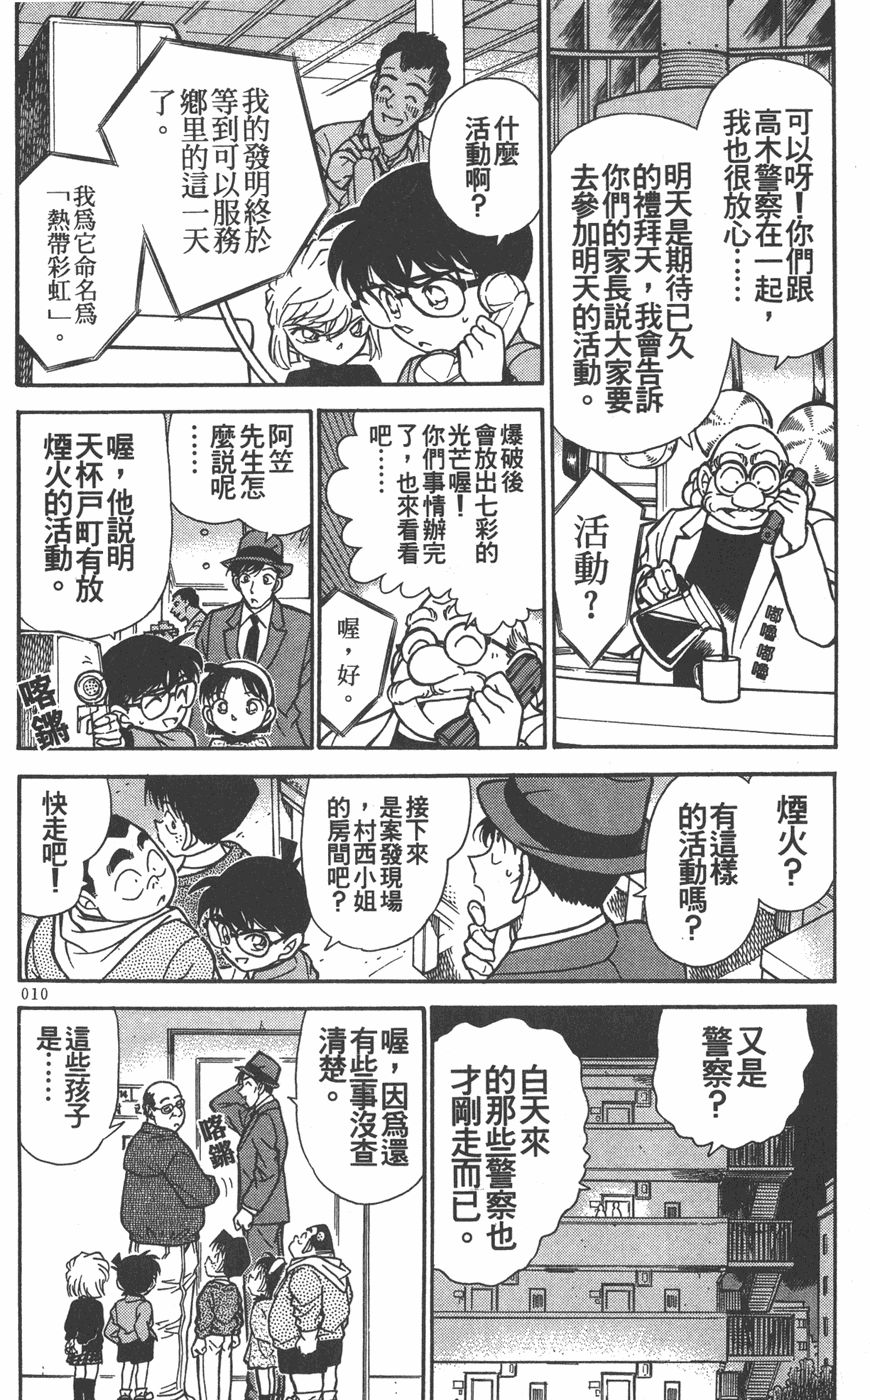 可以呀！你們跟
高木警察在一起，
我也很放心……
明天是期待已久
的禮拜天，我會告訴
你們的家長說大家要
去參加明天的活動。
活動？
嘟嚕嘟嚕
什麼
活動啊？
我的發明終於
等到可以服務
鄉里的這一天
了。
我爲它命名爲
「熱帶彩虹」。
爆破後
會放出七彩的
光芒喔！
你們事情辦完
了，也來看看
吧……
喔，好。
阿笠
先生怎
麼說呢
……
喔，他説明
天杯戸町有放
煙火的活動。
喀鏘
煙火？
有這樣
的活動嗎？
接下來
是案發現場
，村西小姐
的房間吧？
快走吧！
010
又是
警察？
白天來
的那些警察也
才剛走而已。
喔，因爲還
有些事沒查
清楚。
喀鏘
這些孩子
是……